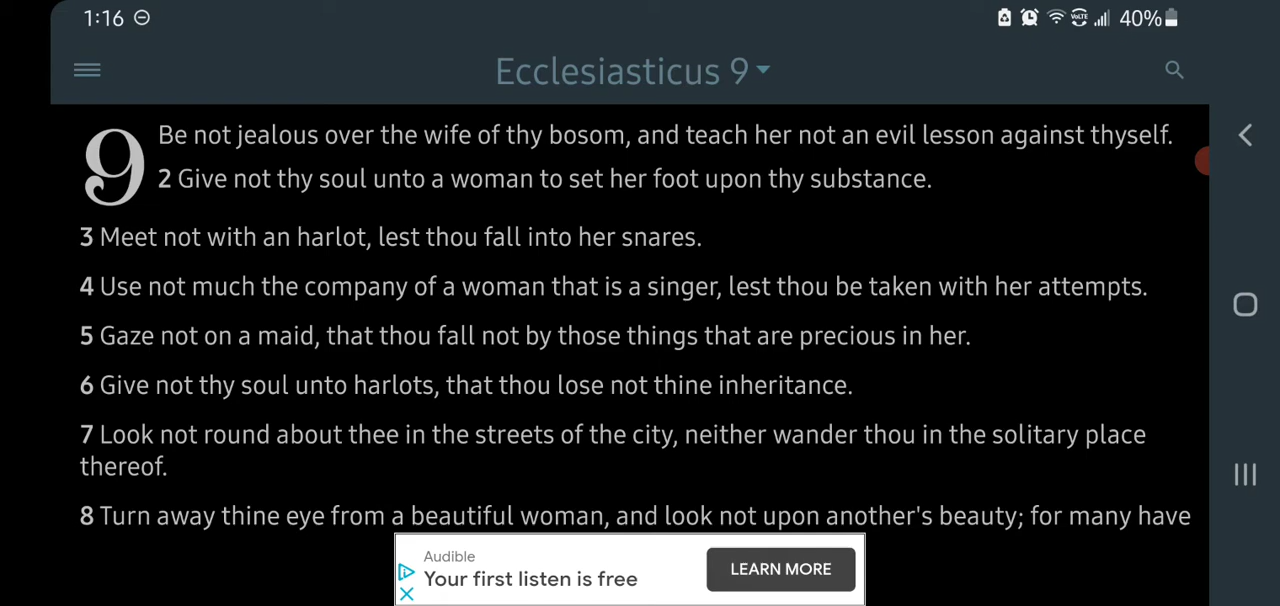 1:16
VoLTE
40%
Ecclesiasticus 9
9 Be not jealous over the wife of thy bosom, and teach her not an evil lesson against thyself.
2 Give not thy soul unto a woman to set her foot upon thy substance.
3 Meet not with an harlot, lest thou fall into her snares.
4 Use not much the company of a woman that is a singer, lest thou be taken with her attempts.
5 Gaze not on a maid, that thou fall not by those things that are precious in her.
6 Give not thy soul unto harlots, that thou lose not thine inheritance.
7 Look not round about thee in the streets of the city, neither wander thou in the solitary place
thereof.
8 Turn away thine eye from a beautiful woman, and look not upon another's beauty; for many have
Audible
Your first listen is free
LEARN MORE